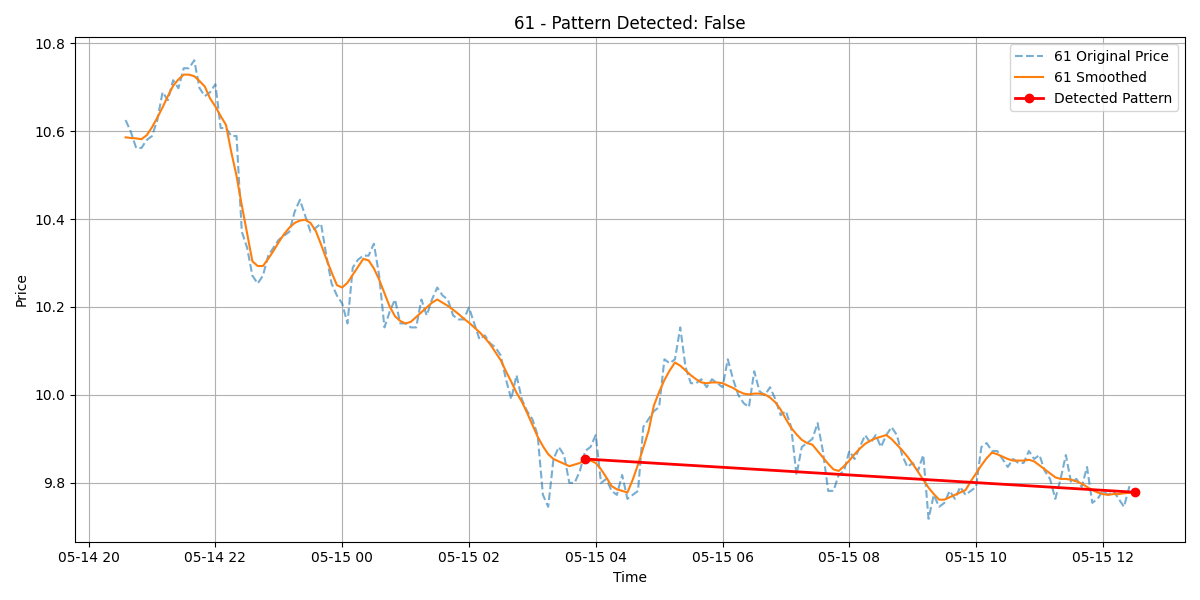 61 - Pattern Detected: False
61 Original Price
61 Smoothed
Detected Pattern
Price
10.8
10.6
10.4
10.2
10.0
9.8
05-14 20
05-14 22
05-15 00
05-15 02
05-15 04
05-15 06
05-15 08
05-15 10
05-15 12
Time